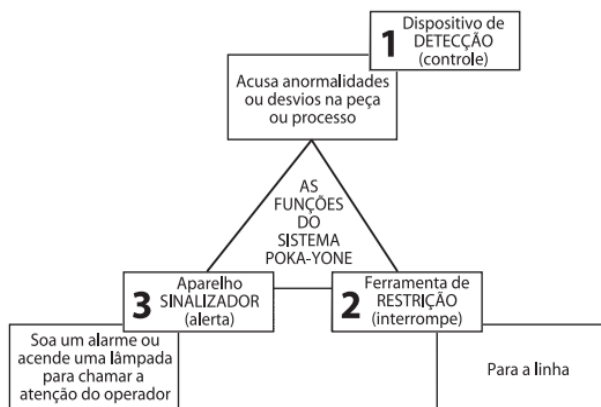 1
Dispositivo de
DETECÇÃO
(controle)
Acusa anormalidades
ou desvios na peça
ou processo
AS
FUNÇÕES
DO
SISTEMA
POKA-YONE
3
Aparelho
SINALIZADOR
(alerta)
2
Ferramenta de
RESTRIÇÃO
(interrompe)
Soa um alarme ou
acende uma lâmpada
para chamar a
atenção do operador
Para a linha